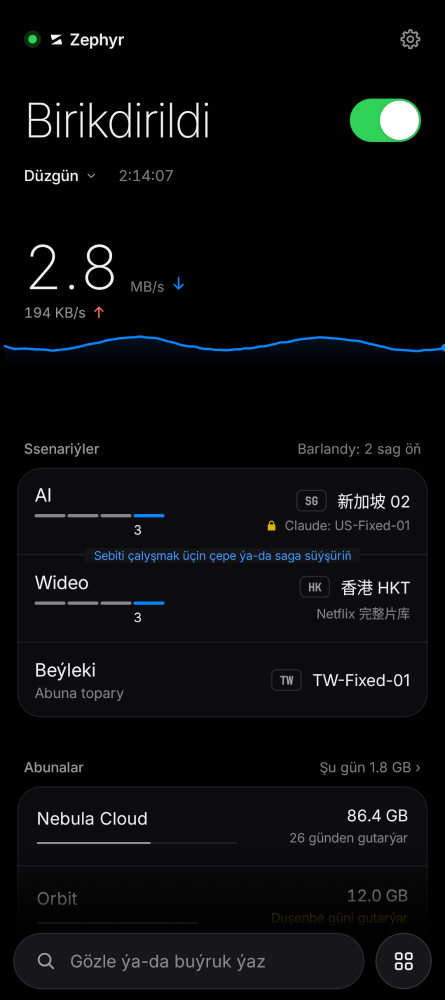 Zephyr
Birikdirildi
Düzgün 2:14:07
2.8 MB/s ↓
194 KB/s ↑
Ssenariýler Barlandy: 2 sag öň
AI SG 新加坡 02
3 Claude: US-Fixed-01
Sebiti çalyşmak üçin çepe ýa-da saga süýşüriň
Wideo HK 香港 HKT
3 Netflix 完整片库
Beýleki TW TW-Fixed-01
Abuna topary
Abunalar Şu gün 1.8 GB ›
Nebula Cloud 86.4 GB
26 günden gutarýar
Orbit 12.0 GB
Duşenbe güni gutarýar
Gözle ýa-da buýruk ýaz